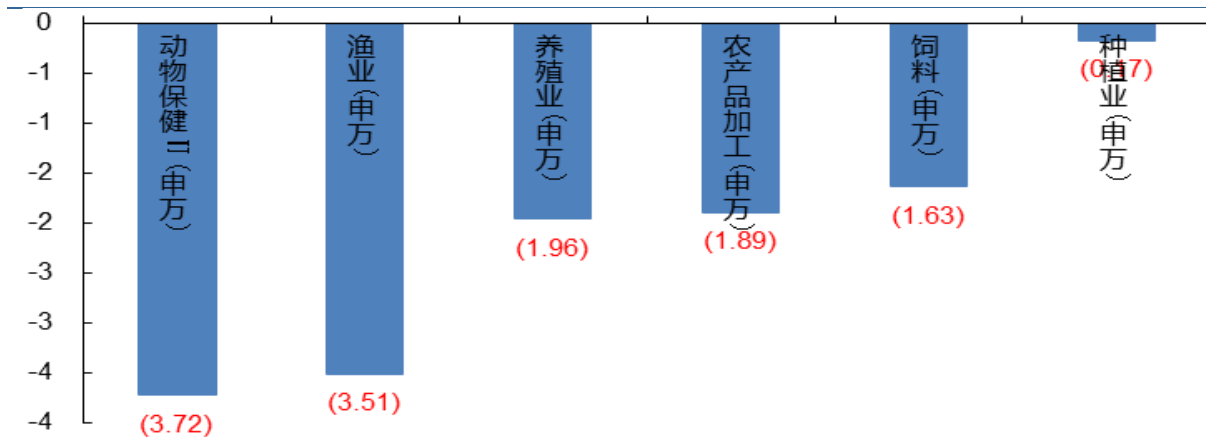 0
-1
-1
-2
-2
-3
-3
-4
-4
动物保健Ⅱ(申万)
渔业(申万)
养殖业(申万)
农产品加工(申万)
饲料(申万)
种植业(申万)
(3.72)
(3.51)
(1.96)
(1.89)
(1.63)
(0.17)